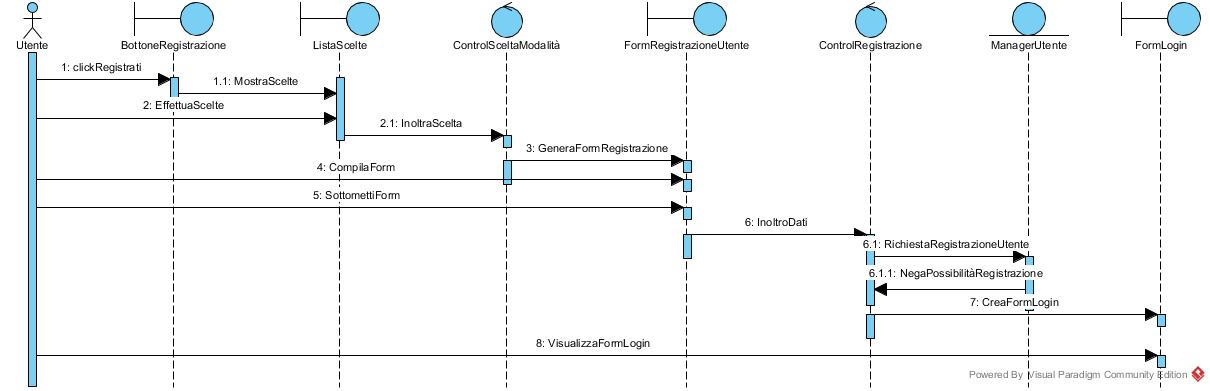 Utente
BottoneRegistrazione
ListaScelte
ControlSceltaModalità
FormRegistrazioneUtente
ControlRegistrazione
ManagerUtente
FormLogin
1: clickRegistrati
1.1: MostraScelte
2: EffettuaScelte
2.1: InoltraScelta
3: GeneraFormRegistrazione
4: CompilaForm
5: SottomettiForm
6: InoltroDati
6.1: RichiestaRegistrazioneUtente
6.1.1: NegaPossibilitàRegistrazione
7: CreaFormLogin
8: VisualizzaFormLogin
Powered By Visual Paradigm Community Edition